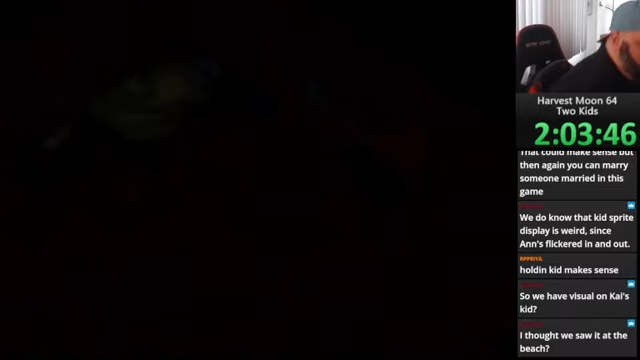 Harvest Moon 64
Two Kids
2:03:46
That could make sense but
then again you can marry
someone married in this
game
We do know that kid sprite
display is weird, since
Ann's flickered in and out.
RPPRIYA
holdin kid makes sense
So we have visual on Kai's
kid?
I thought we saw it at the
beach?